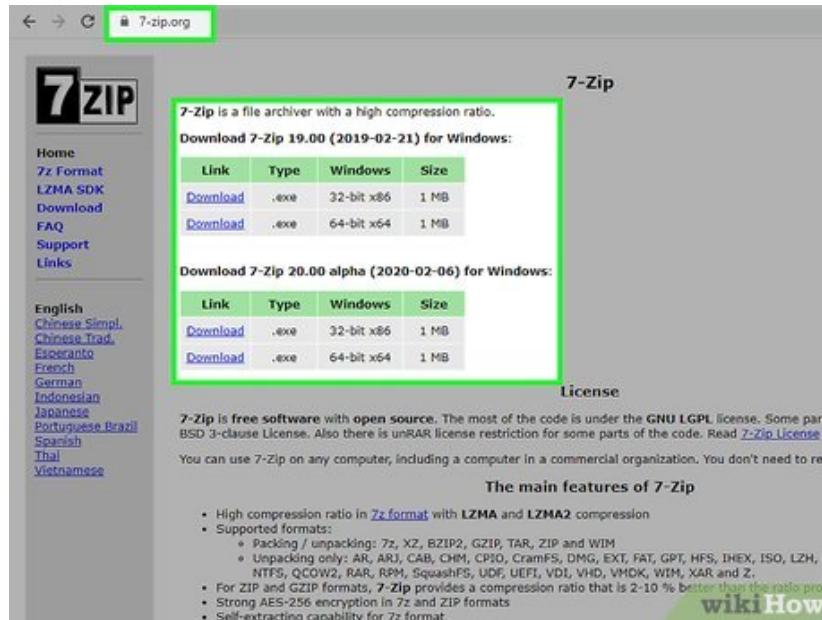 7-zip.org
7ZIP
Home
7z Format
LZMA SDK
Download
FAQ
Support
Links
English
Chinese Simpl.
Chinese Trad.
Esperanto
French
German
Indonesian
Japanese
Portuguese Brazil
Spanish
Thai
Vietnamese
7-Zip
7-Zip is a file archiver with a high compression ratio.
Download 7-Zip 19.00 (2019-02-21) for Windows:
Link Type Windows Size
Download .exe 32-bit x86 1 MB
Download .exe 64-bit x64 1 MB
Download 7-Zip 20.00 alpha (2020-02-06) for Windows:
Link Type Windows Size
Download .exe 32-bit x86 1 MB
Download .exe 64-bit x64 1 MB
License
7-Zip is free software with open source. The most of the code is under the GNU LGPL license. Some par
BSD 3-clause License. Also there is unRAR license restriction for some parts of the code. Read 7-Zip License
You can use 7-Zip on any computer, including a computer in a commercial organization. You don't need to re
The main features of 7-Zip
• High compression ratio in 7z format with LZMA and LZMA2 compression
• Supported formats:
Packing / unpacking: 7z, XZ, BZIP2, GZIP, TAR, ZIP and WIM
Unpacking only: AR, ARJ, CAB, CHM, CPIO, CramFS, DMG, EXT, FAT, GPT, HFS, IHEX, ISO, LZH,
NTFS, QCOW2, RAR, RPM, SquashFS, UDF, UEFI, VDI, VHD, VMDK, WIM, XAR and Z.
• For ZIP and GZIP formats, 7-Zip provides a compression ratio that is 2-10 % better than the ratio pro
• Strong AES-256 encryption in 7z and ZIP formats
• Self-extracting capability for 7z format
wikiHow